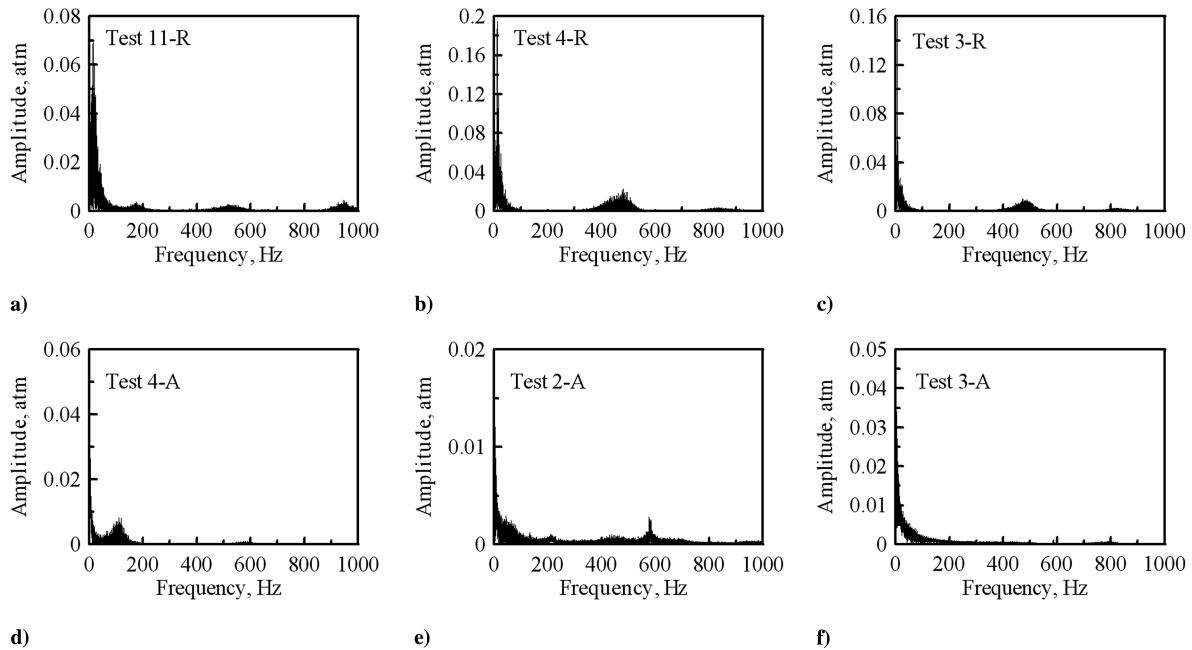 0.08
0.06
0.04
0.02
0
Amplitude, atm
Test 11-R
0 200 400 600 800 1000
Frequency, Hz
a)
0.2
0.16
0.12
0.08
0.04
0
Amplitude, atm
Test 4-R
0 200 400 600 800 1000
Frequency, Hz
b)
0.16
0.12
0.08
0.04
0
Amplitude, atm
Test 3-R
0 200 400 600 800 1000
Frequency, Hz
c)
0.06
0.04
0.02
0
Amplitude, atm
Test 4-A
0 200 400 600 800 1000
Frequency, Hz
d)
0.02
0.01
0
Amplitude, atm
Test 2-A
0 200 400 600 800 1000
Frequency, Hz
e)
0.05
0.04
0.03
0.02
0.01
0
Amplitude, atm
Test 3-A
0 200 400 600 800 1000
Frequency, Hz
f)